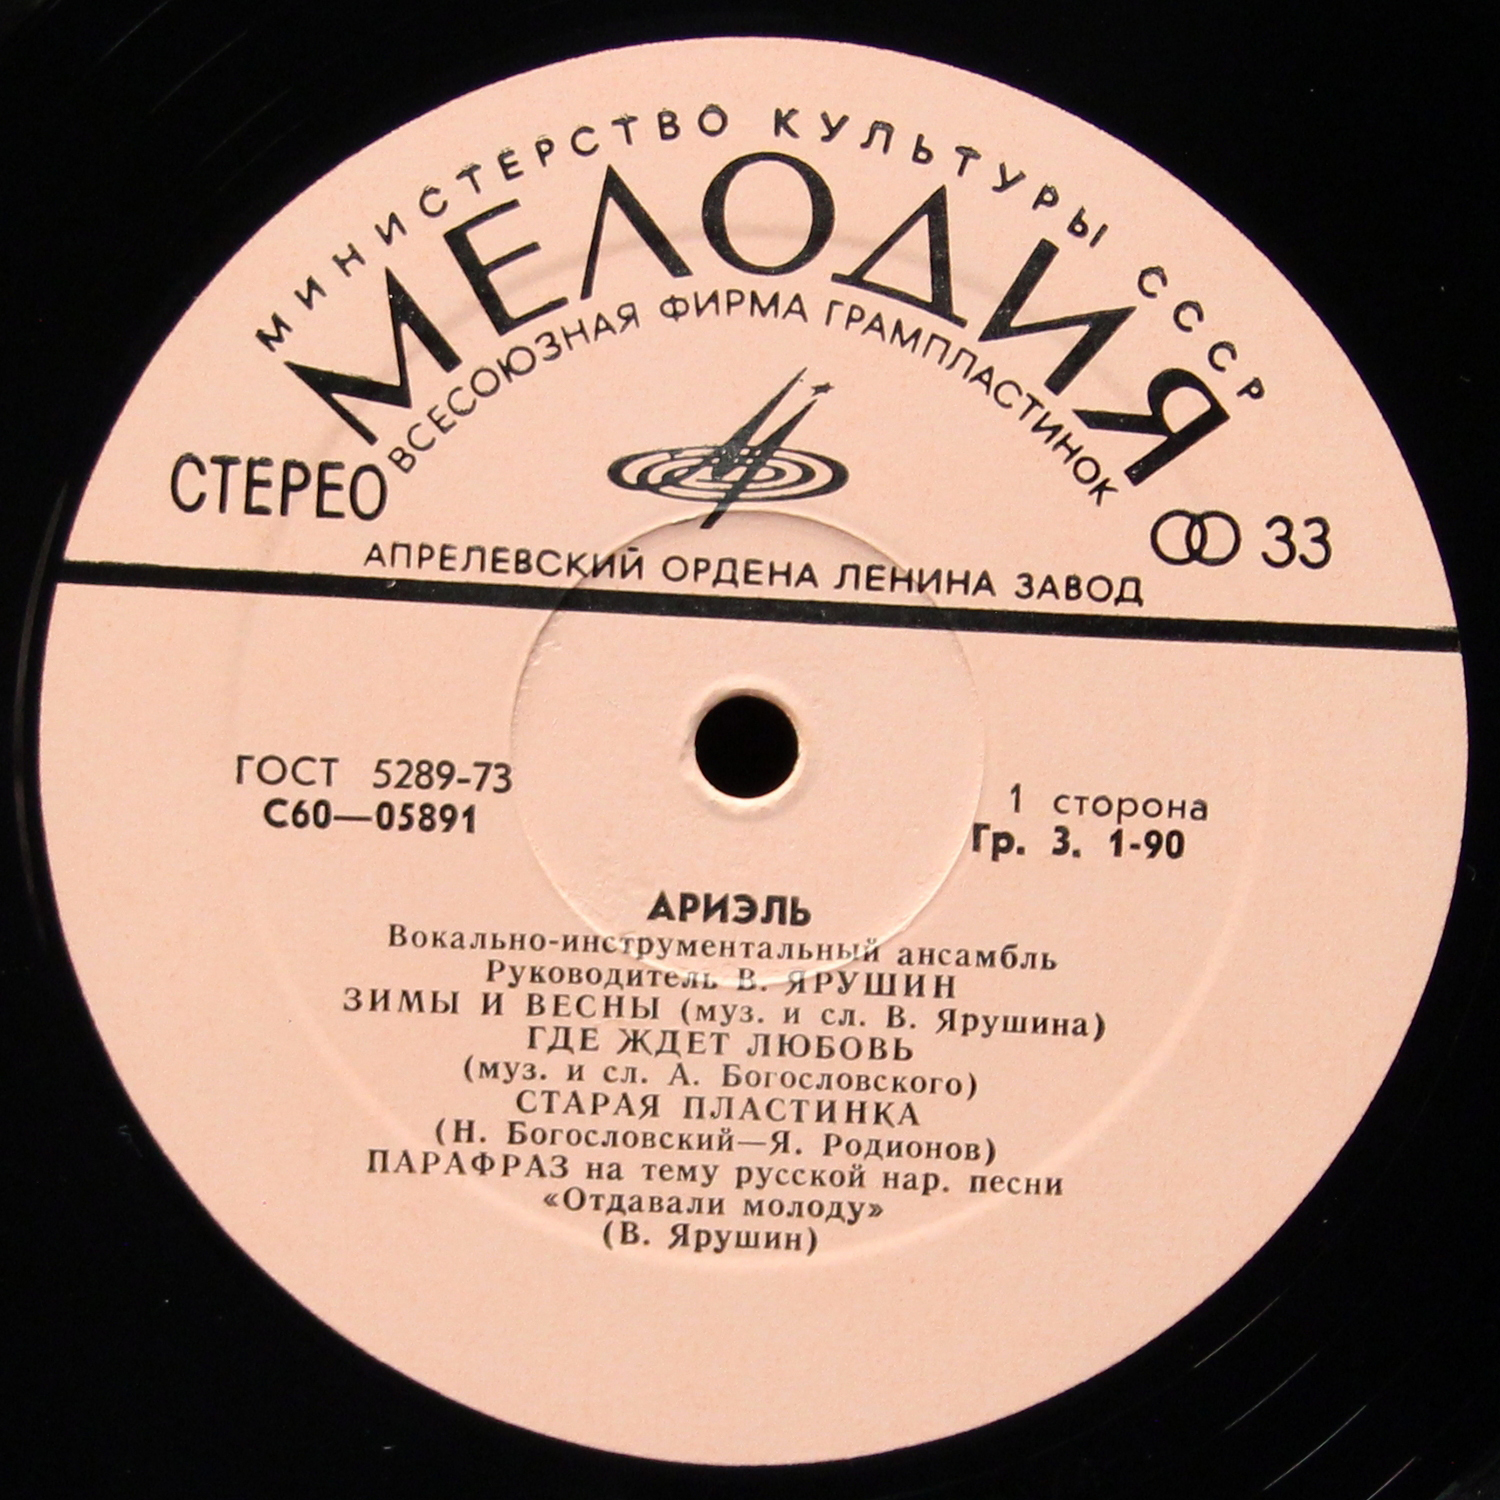 МИНИСТЕРСТВО КУЛЬТУРЫ СССР
МЕЛОДИЯ
ВСЕСОЮЗНАЯ ФИРМА ГРАМПЛАСТИНОК
СТЕРЕО
33
АПРЕЛЕВСКИЙ ОРДЕНА ЛЕНИНА ЗАВОД
ГОСТ 5289-73
С60—05891
1 сторона
Гр. 3. 1-90
АРИЭЛЬ
Вокально-инструментальный ансамбль
Руководитель В. ЯРУШИН
ЗИМЫ И ВЕСНЫ (муз. и сл. В. Ярушина)
ГДЕ ЖДЕТ ЛЮБОВЬ
(муз. и сл. А. Богословского)
СТАРАЯ ПЛАСТИНКА
(Н. Богословский—Я. Родионов)
ПАРАФРАЗ на тему русской нар. песни
«Отдавали молоду»
(В. Ярушин)